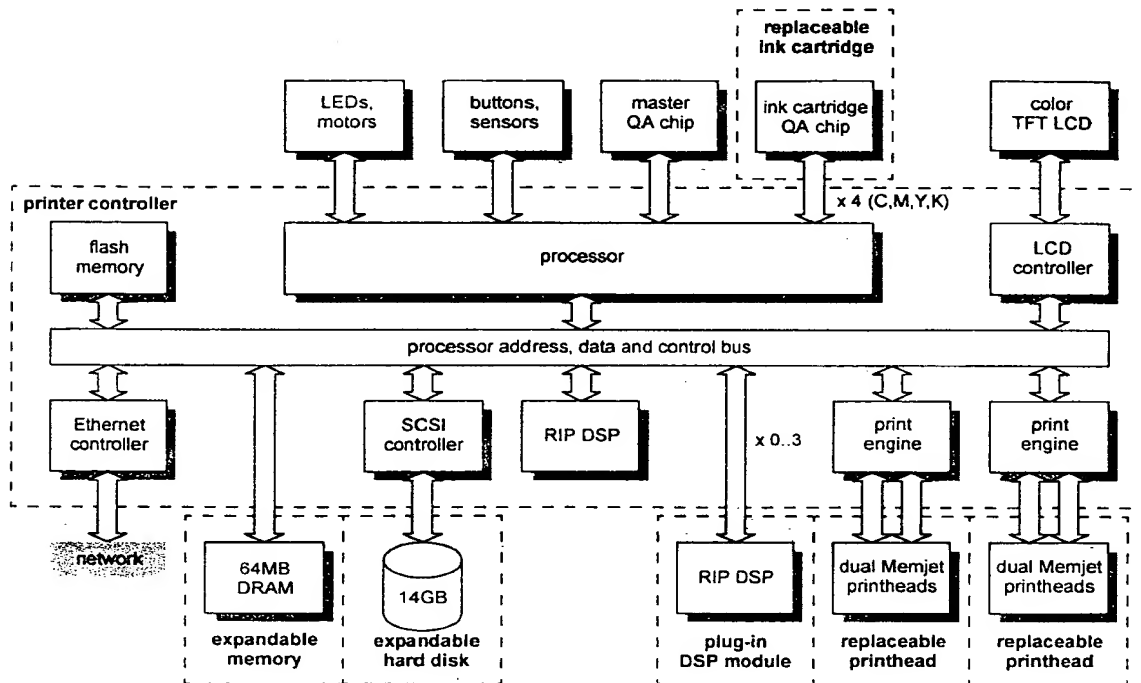 replaceable
ink cartridge
LEDs,
motors
buttons,
sensors
master
QA chip
ink cartridge
QA chip
color
TFT LCD
printer controller
x 4 (C,M,Y,K)
flash
memory
processor
LCD
controller
processor address, data and control bus
Ethernet
controller
SCSI
controller
RIP DSP
x 0..3
print
engine
print
engine
network
64MB
DRAM
14GB
RIP DSP
dual Memjet
printheads
dual Memjet
printheads
expandable
memory
expandable
hard disk
plug-in
DSP module
replaceable
printhead
replaceable
printhead